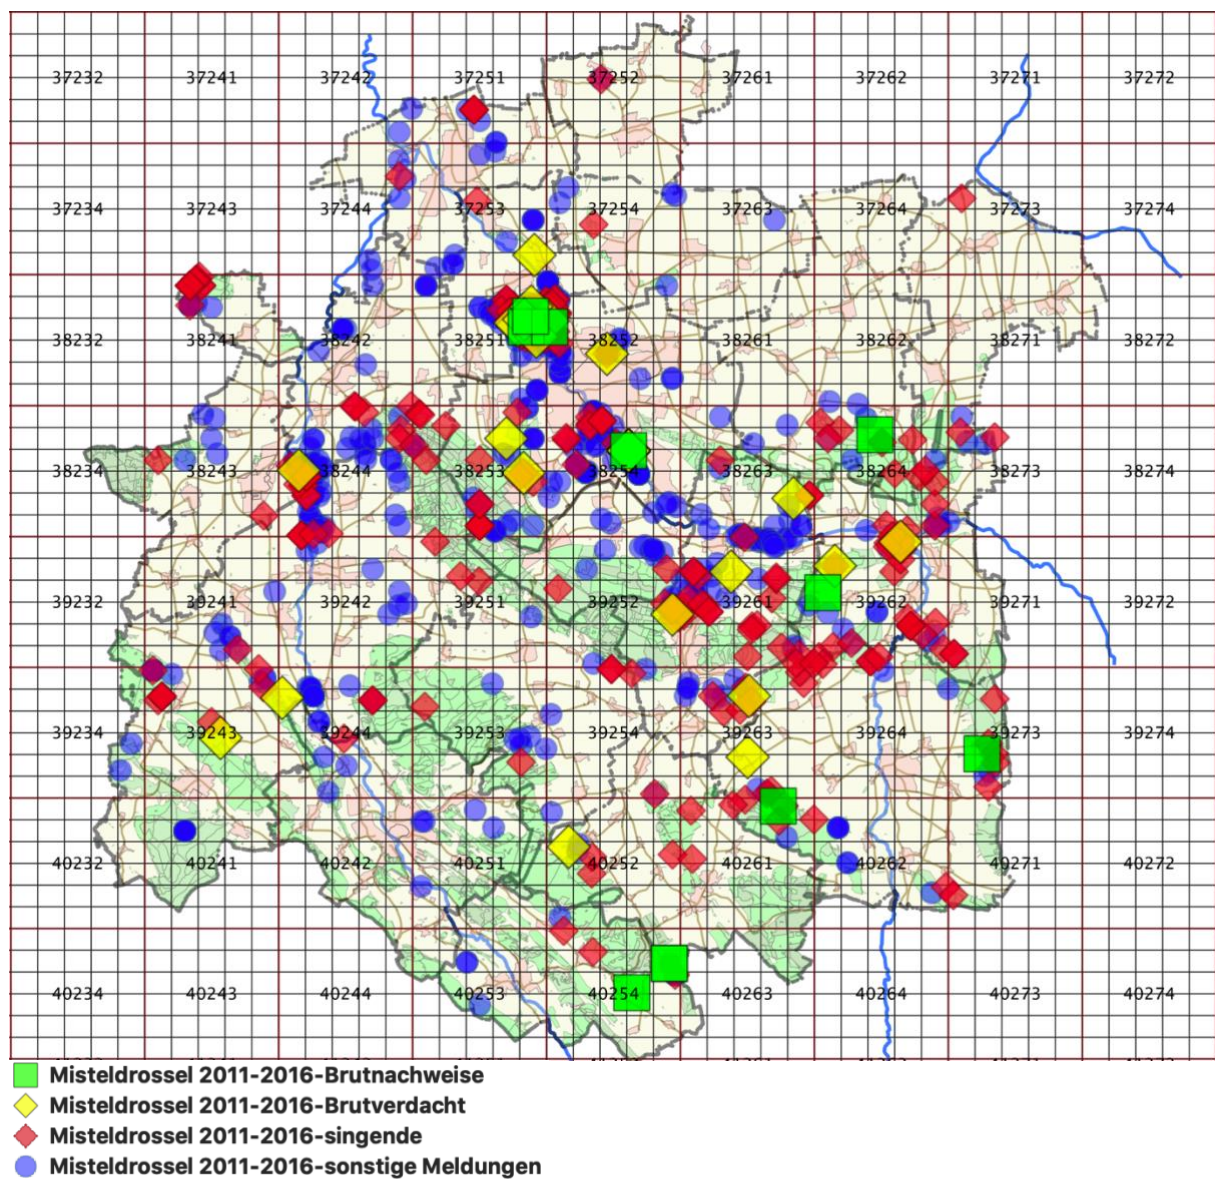 37232 37241 37242 37251 37252 37261 37262 37271 37272
37234 37243 37244 37253 37254 37263 37264 37273 37274
38232 38241 38242 38251 38252 38261 38262 38271 38272
38234 38243 38244 38253 38254 38263 38264 38273 38274
39232 39241 39242 39251 39252 39261 39262 39271 39272
39234 39243 39244 39253 39254 39263 39264 39273 39274
40232 40241 40242 40251 40252 40261 40262 40271 40272
40234 40243 40244 40253 40254 40263 40264 40273 40274
Misteldrossel 2011-2016-Brutnachweise
Misteldrossel 2011-2016-Brutverdacht
Misteldrossel 2011-2016-singende
Misteldrossel 2011-2016-sonstige Meldungen